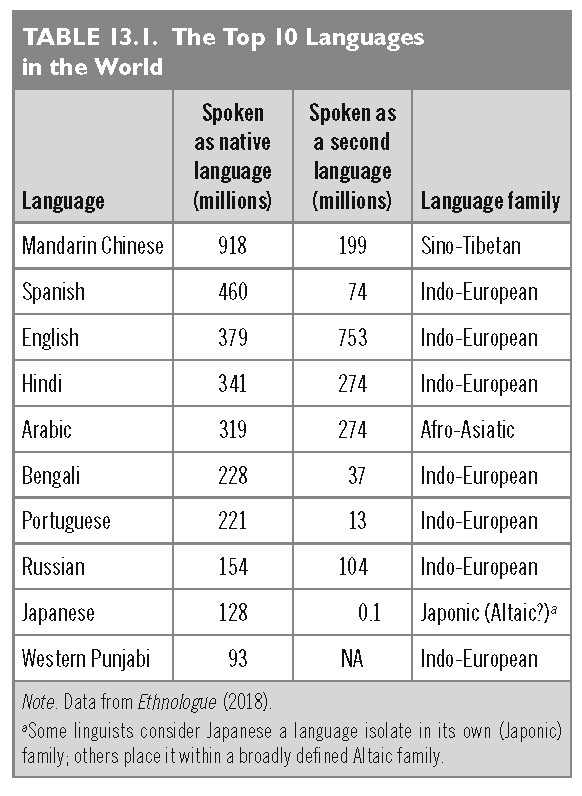 TABLE 13.1. The Top 10 Languages
in the World
Language
Spoken
as native
language
(millions)
Spoken as
a second
language
(millions)
Language family
Mandarin Chinese 918 199 Sino-Tibetan
Spanish 460 74 Indo-European
English 379 753 Indo-European
Hindi 341 274 Indo-European
Arabic 319 274 Afro-Asiatic
Bengali 228 37 Indo-European
Portuguese 221 13 Indo-European
Russian 154 104 Indo-European
Japanese 128 0.1 Japonic (Altaic?)a
Western Punjabi 93 NA Indo-European
Note. Data from Ethnologue (2018).
aSome linguists consider Japanese a language isolate in its own (Japonic)
family; others place it within a broadly defined Altaic family.